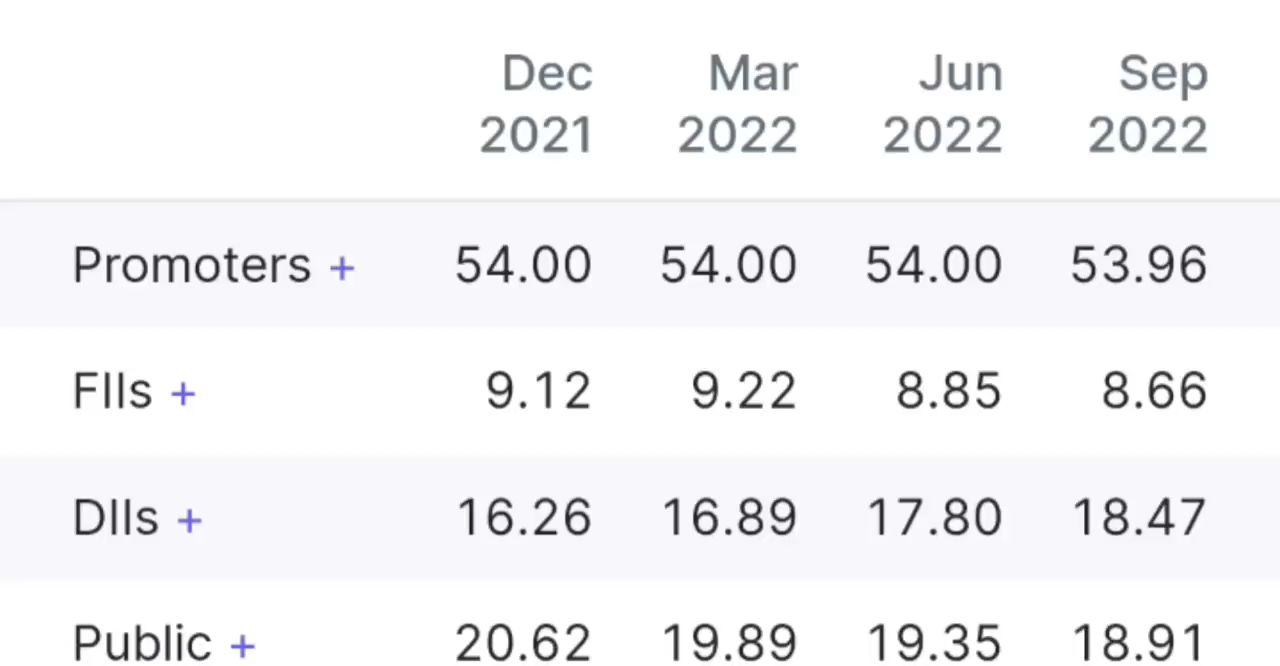 Dec Mar Jun Sep
2021 2022 2022 2022
Promoters + 54.00 54.00 54.00 53.96
FIIs + 9.12 9.22 8.85 8.66
DIIs + 16.26 16.89 17.80 18.47
Public + 20.62 19.89 19.35 18.91